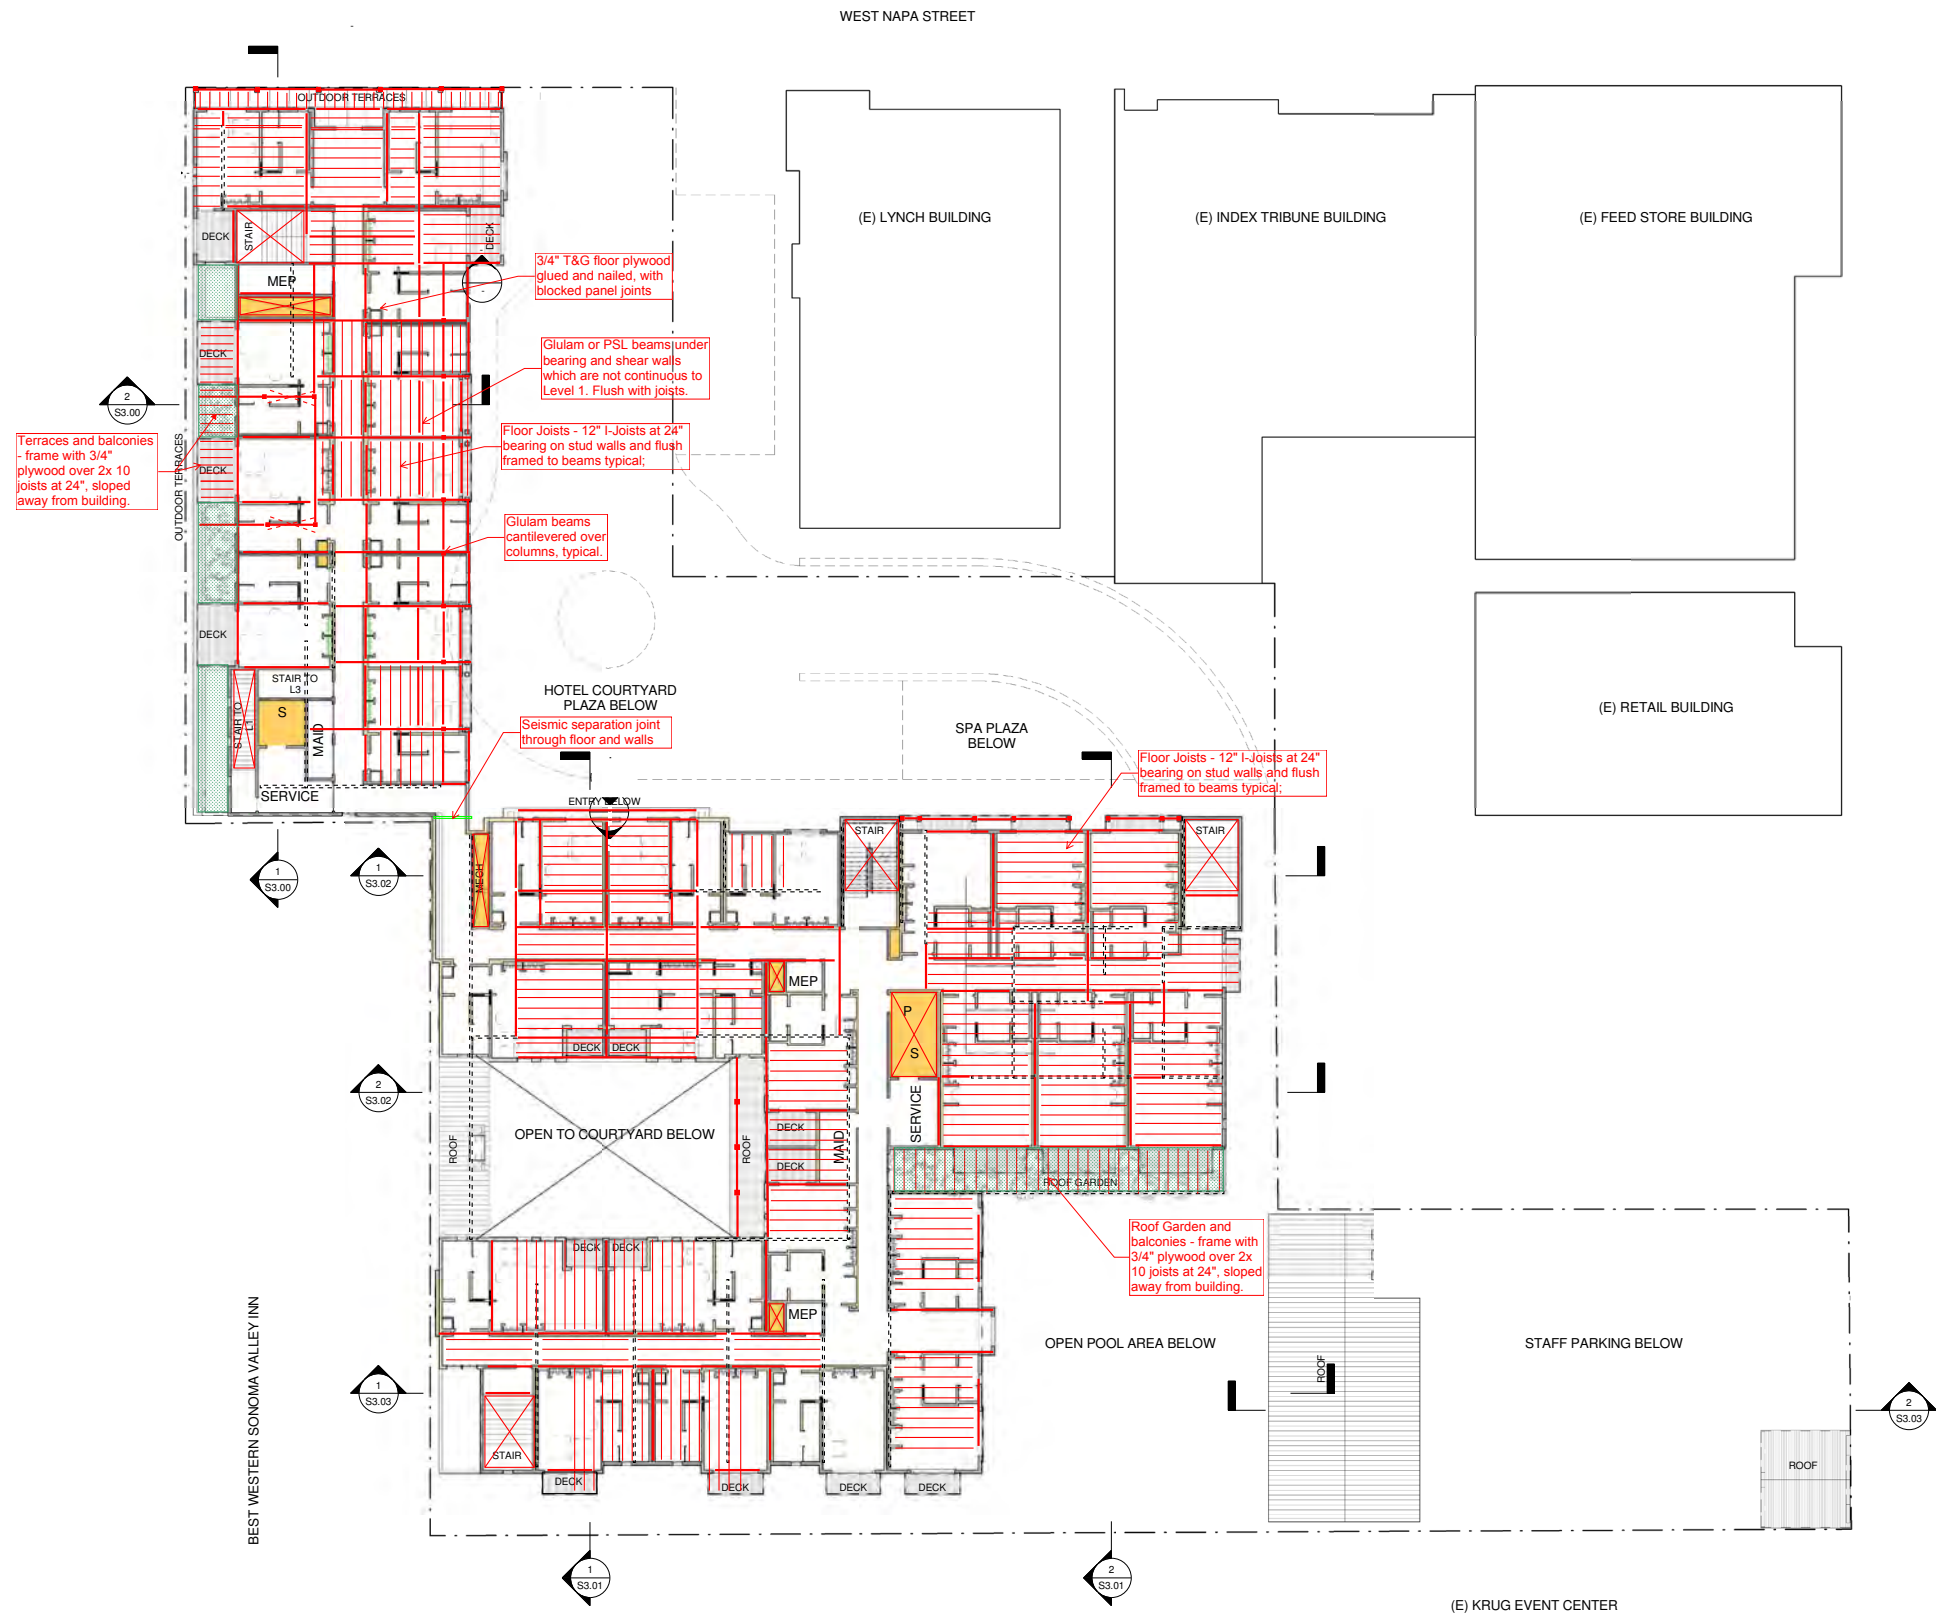 WEST NAPA STREET
OUTDOOR TERRACES
(E) LYNCH BUILDING
(E) INDEX TRIBUNE BUILDING
(E) FEED STORE BUILDING
DECK
STAIR
DECK
3/4" T&G floor plywood
glued and nailed, with
blocked panel joints
MEP
-
Glulam or PSL beams under
bearing and shear walls
which are not continuous to
Level 1. Flush with joists.
DECK
2
S3.00
Terraces and balconies
- frame with 3/4"
plywood over 2x 10
joists at 24", sloped
away from building.
OUTDOOR TERRACES
DECK
Floor Joists - 12" I-Joists at 24"
bearing on stud walls and flush
framed to beams typical;
Glulam beams
cantilevered over
columns, typical.
DECK
STAIR TO
L3
STAIR TO
L1
S
MAID
SERVICE
HOTEL COURTYARD
PLAZA BELOW
Seismic separation joint
through floor and walls
SPA PLAZA
BELOW
(E) RETAIL BUILDING
Floor Joists - 12" I-Joists at 24"
bearing on stud walls and flush
framed to beams typical;
ENTRY BELOW
STAIR
STAIR
1
S3.00
1
S3.02
MECH
MEP
P
S
DECK
DECK
2
S3.02
SERVICE
ROOF
OPEN TO COURTYARD BELOW
ROOF
DECK
DECK
MAID
ROOF GARDEN
Roof Garden and
balconies - frame with
3/4" plywood over 2x
10 joists at 24", sloped
away from building.
DECK
DECK
MEP
BEST WESTERN SONOMA VALLEY INN
OPEN POOL AREA BELOW
ROOF
STAFF PARKING BELOW
1
S3.03
2
S3.03
STAIR
DECK
DECK
DECK
DECK
ROOF
1
S3.01
2
S3.01
(E) KRUG EVENT CENTER